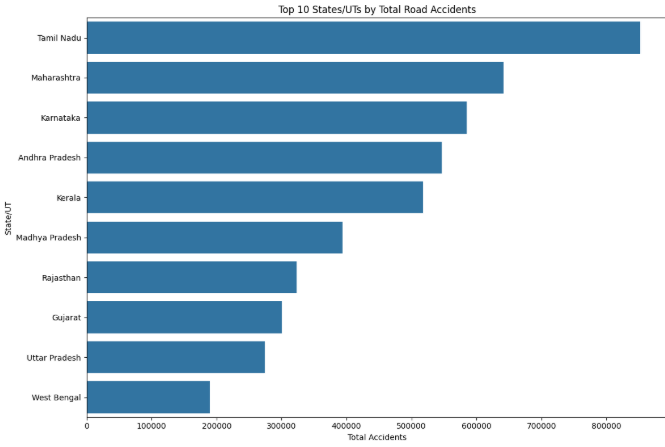 Top 10 States/UTs by Total Road Accidents
Tamil Nadu
Maharashtra
Karnataka
Andhra Pradesh
Kerala
Madhya Pradesh
Rajasthan
Gujarat
Uttar Pradesh
West Bengal
State/UT
0 100000 200000 300000 400000 500000 600000 700000 800000
Total Accidents